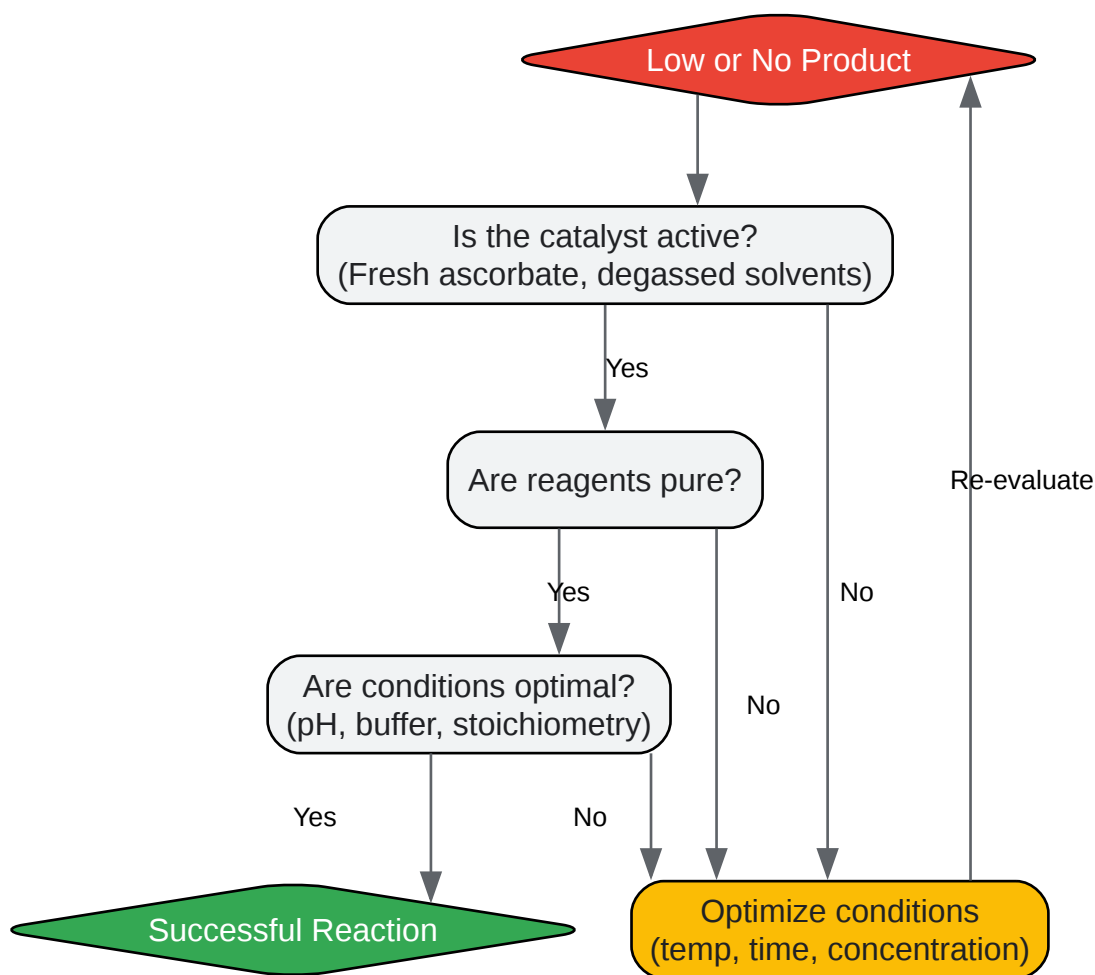 Low or No Product
Is the catalyst active?
(Fresh ascorbate, degassed solvents)
Yes
Are reagents pure?
Re-evaluate
Yes
No
Are conditions optimal?
(pH, buffer, stoichiometry)
No
Yes
No
Successful Reaction
Optimize conditions
(temp, time, concentration)